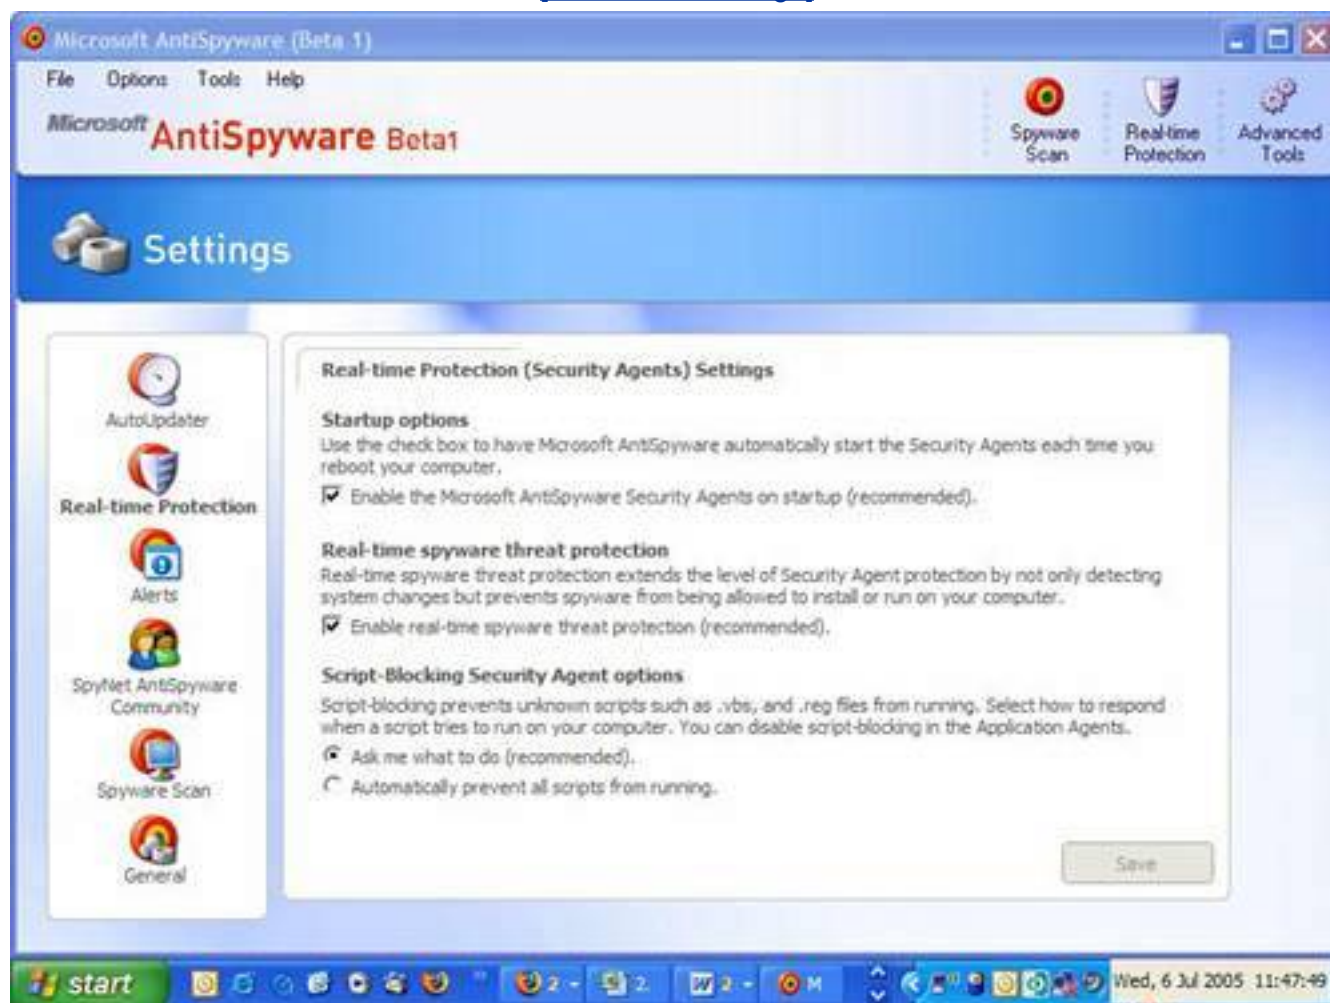 Microsoft AntiSpyware (Beta 1)
File Options Tools Help
Microsoft AntiSpyware Beta1
Spyware Scan
Real-time Protection
Advanced Tools
Settings
AutoUpdater
Real-time Protection
Alerts
SpyNet AntiSpyware
Community
Spyware Scan
General
Real-time Protection (Security Agents) Settings
Startup options
Use the check box to have Microsoft AntiSpyware automatically start the Security Agents each time you
reboot your computer.
Enable the Microsoft AntiSpyware Security Agents on startup (recommended).
Real-time spyware threat protection
Real-time spyware threat protection extends the level of Security Agent protection by not only detecting
system changes but prevents spyware from being allowed to install or run on your computer.
Enable real-time spyware threat protection (recommended).
Script-Blocking Security Agent options
Script-blocking prevents unknown scripts such as .vbs, and .reg files from running. Select how to respond
when a script tries to run on your computer. You can disable script-blocking in the Application Agents.
Ask me what to do (recommended).
Automatically prevent all scripts from running.
Save
start 2 - 2 2 - M Wed, 6 Jul 2005 11:47:49